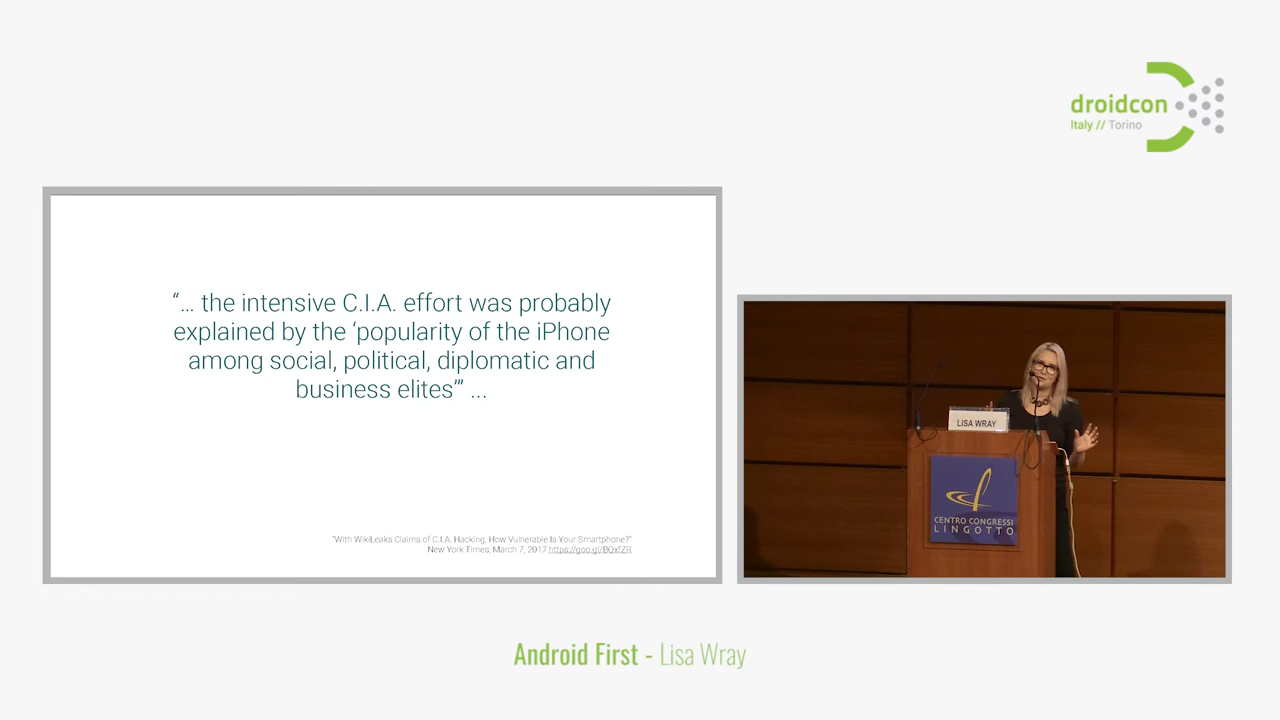 droidcon
Italy // Torino
“... the intensive C.I.A. effort was probably
explained by the ‘popularity of the iPhone
among social, political, diplomatic and
business elites’” ...
"With WikiLeaks Claims of C.I.A. Hacking, How Vulnerable Is Your Smartphone?"
New York Times, March 7, 2017 https://goo.gl/BQxfZR
LISA WRAY
CENTRO CONGRESSI
LINGOTTO
Android First - Lisa Wray